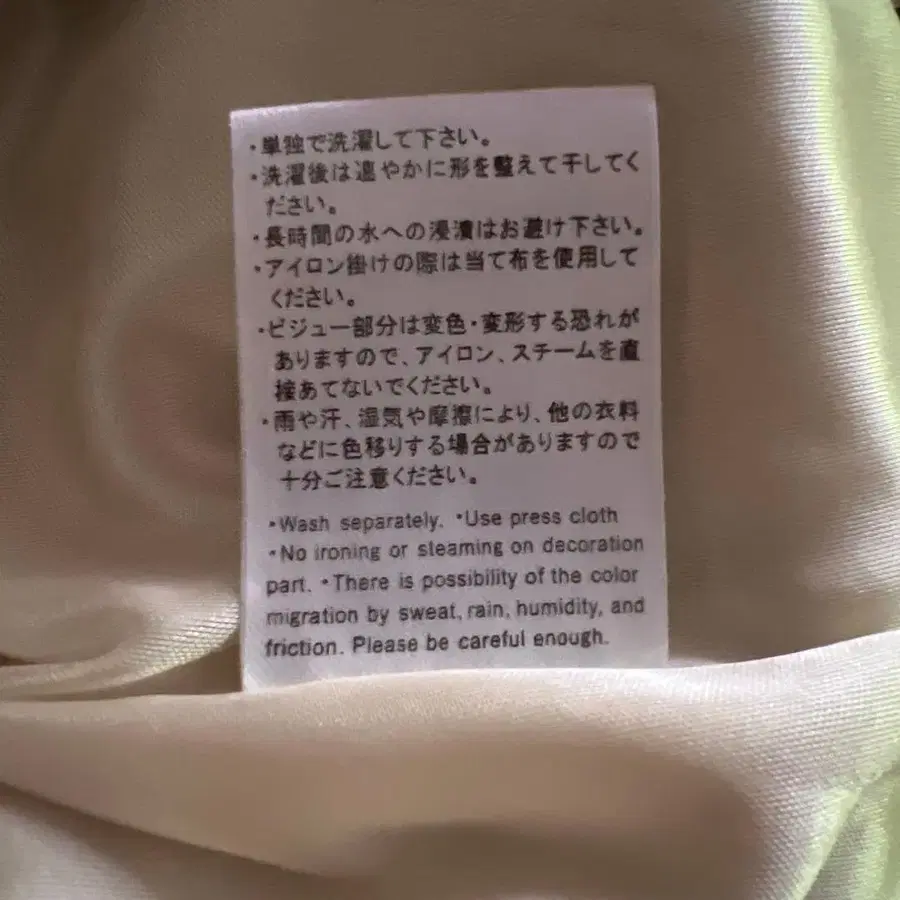 ・単独で洗濯して下さい。
・洗濯後は速やかに形を整えて干してく
ださい。
・長時間の水への浸漬はお避け下さい。
・アイロン掛けの際は当て布を使用して
ください。
・ビジュー部分は変色・変形する恐れが
ありますので、アイロン、スチームを直
接あてないでください。
・雨や汗、湿気や摩擦により、他の衣料
などに色移りする場合がありますので
十分ご注意ください。
・Wash separately. ・Use press cloth
・No ironing or steaming on decoration
part. ・There is possibility of the color
migration by sweat, rain, humidity, and
friction. Please be careful enough.